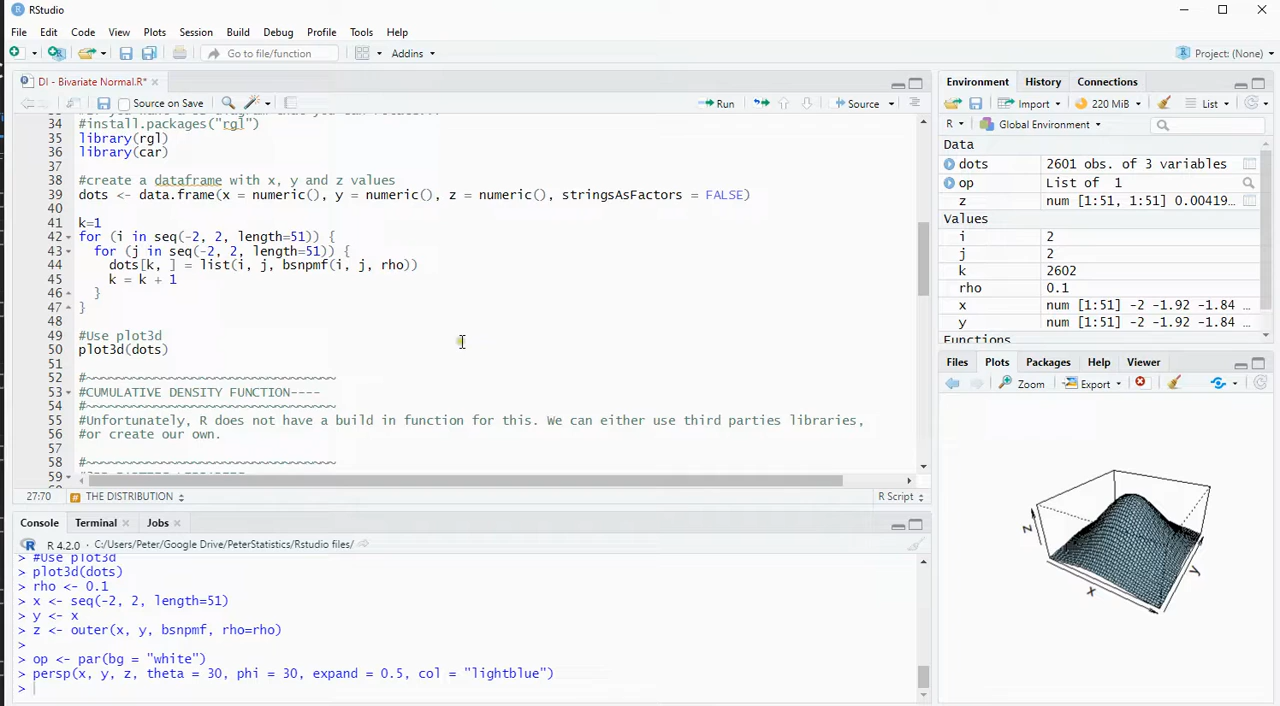 RStudio
File Edit Code View Plots Session Build Debug Profile Tools Help
Go to file/function Addins Project: (None)
DI - Bivariate Normal.R*
Source on Save Run Source
34 #install.packages("rgl")
35 library(rgl)
36 library(car)
37
38 #create a dataframe with x, y and z values
39 dots <- data.frame(x = numeric(), y = numeric(), z = numeric(), stringsAsFactors = FALSE)
40
41 k=1
42 for (i in seq(-2, 2, length=51)) {
43 for (j in seq(-2, 2, length=51)) {
44 dots[k, ] = list(i, j, bsnpmf(i, j, rho))
45 k = k + 1
46 }
47 }
48
49 #Use plot3d
50 plot3d(dots)
51
52 #~~~~~~~~~~~~~~~~~~~~~~~~~~~~~~~~~
53 #CUMULATIVE DENSITY FUNCTION----
54 #~~~~~~~~~~~~~~~~~~~~~~~~~~~~~~~~~
55 #Unfortunately, R does not have a build in function for this. We can either use third parties libraries,
56 #or create our own.
57
58 #~~~~~~~~~~~~~~~~~~~~~~~~~~~~~~~~~
59
27:70 # THE DISTRIBUTION R Script
Console Terminal Jobs
R 4.2.0 · C:/Users/Peter/Google Drive/PeterStatistics/Rstudio files/
> #Use plot3d
> plot3d(dots)
> rho <- 0.1
> x <- seq(-2, 2, length=51)
> y <- x
> z <- outer(x, y, bsnpmf, rho=rho)
>
> op <- par(bg = "white")
> persp(x, y, z, theta = 30, phi = 30, expand = 0.5, col = "lightblue")
>
Environment History Connections
Import 220 MiB List
R Global Environment
Data
dots 2601 obs. of 3 variables
op List of 1
z num [1:51, 1:51] 0.00419…
Values
i 2
j 2
k 2602
rho 0.1
x num [1:51] -2 -1.92 -1.84 …
y num [1:51] -2 -1.92 -1.84 …
Functions
Files Plots Packages Help Viewer
Zoom Export
z
x
y